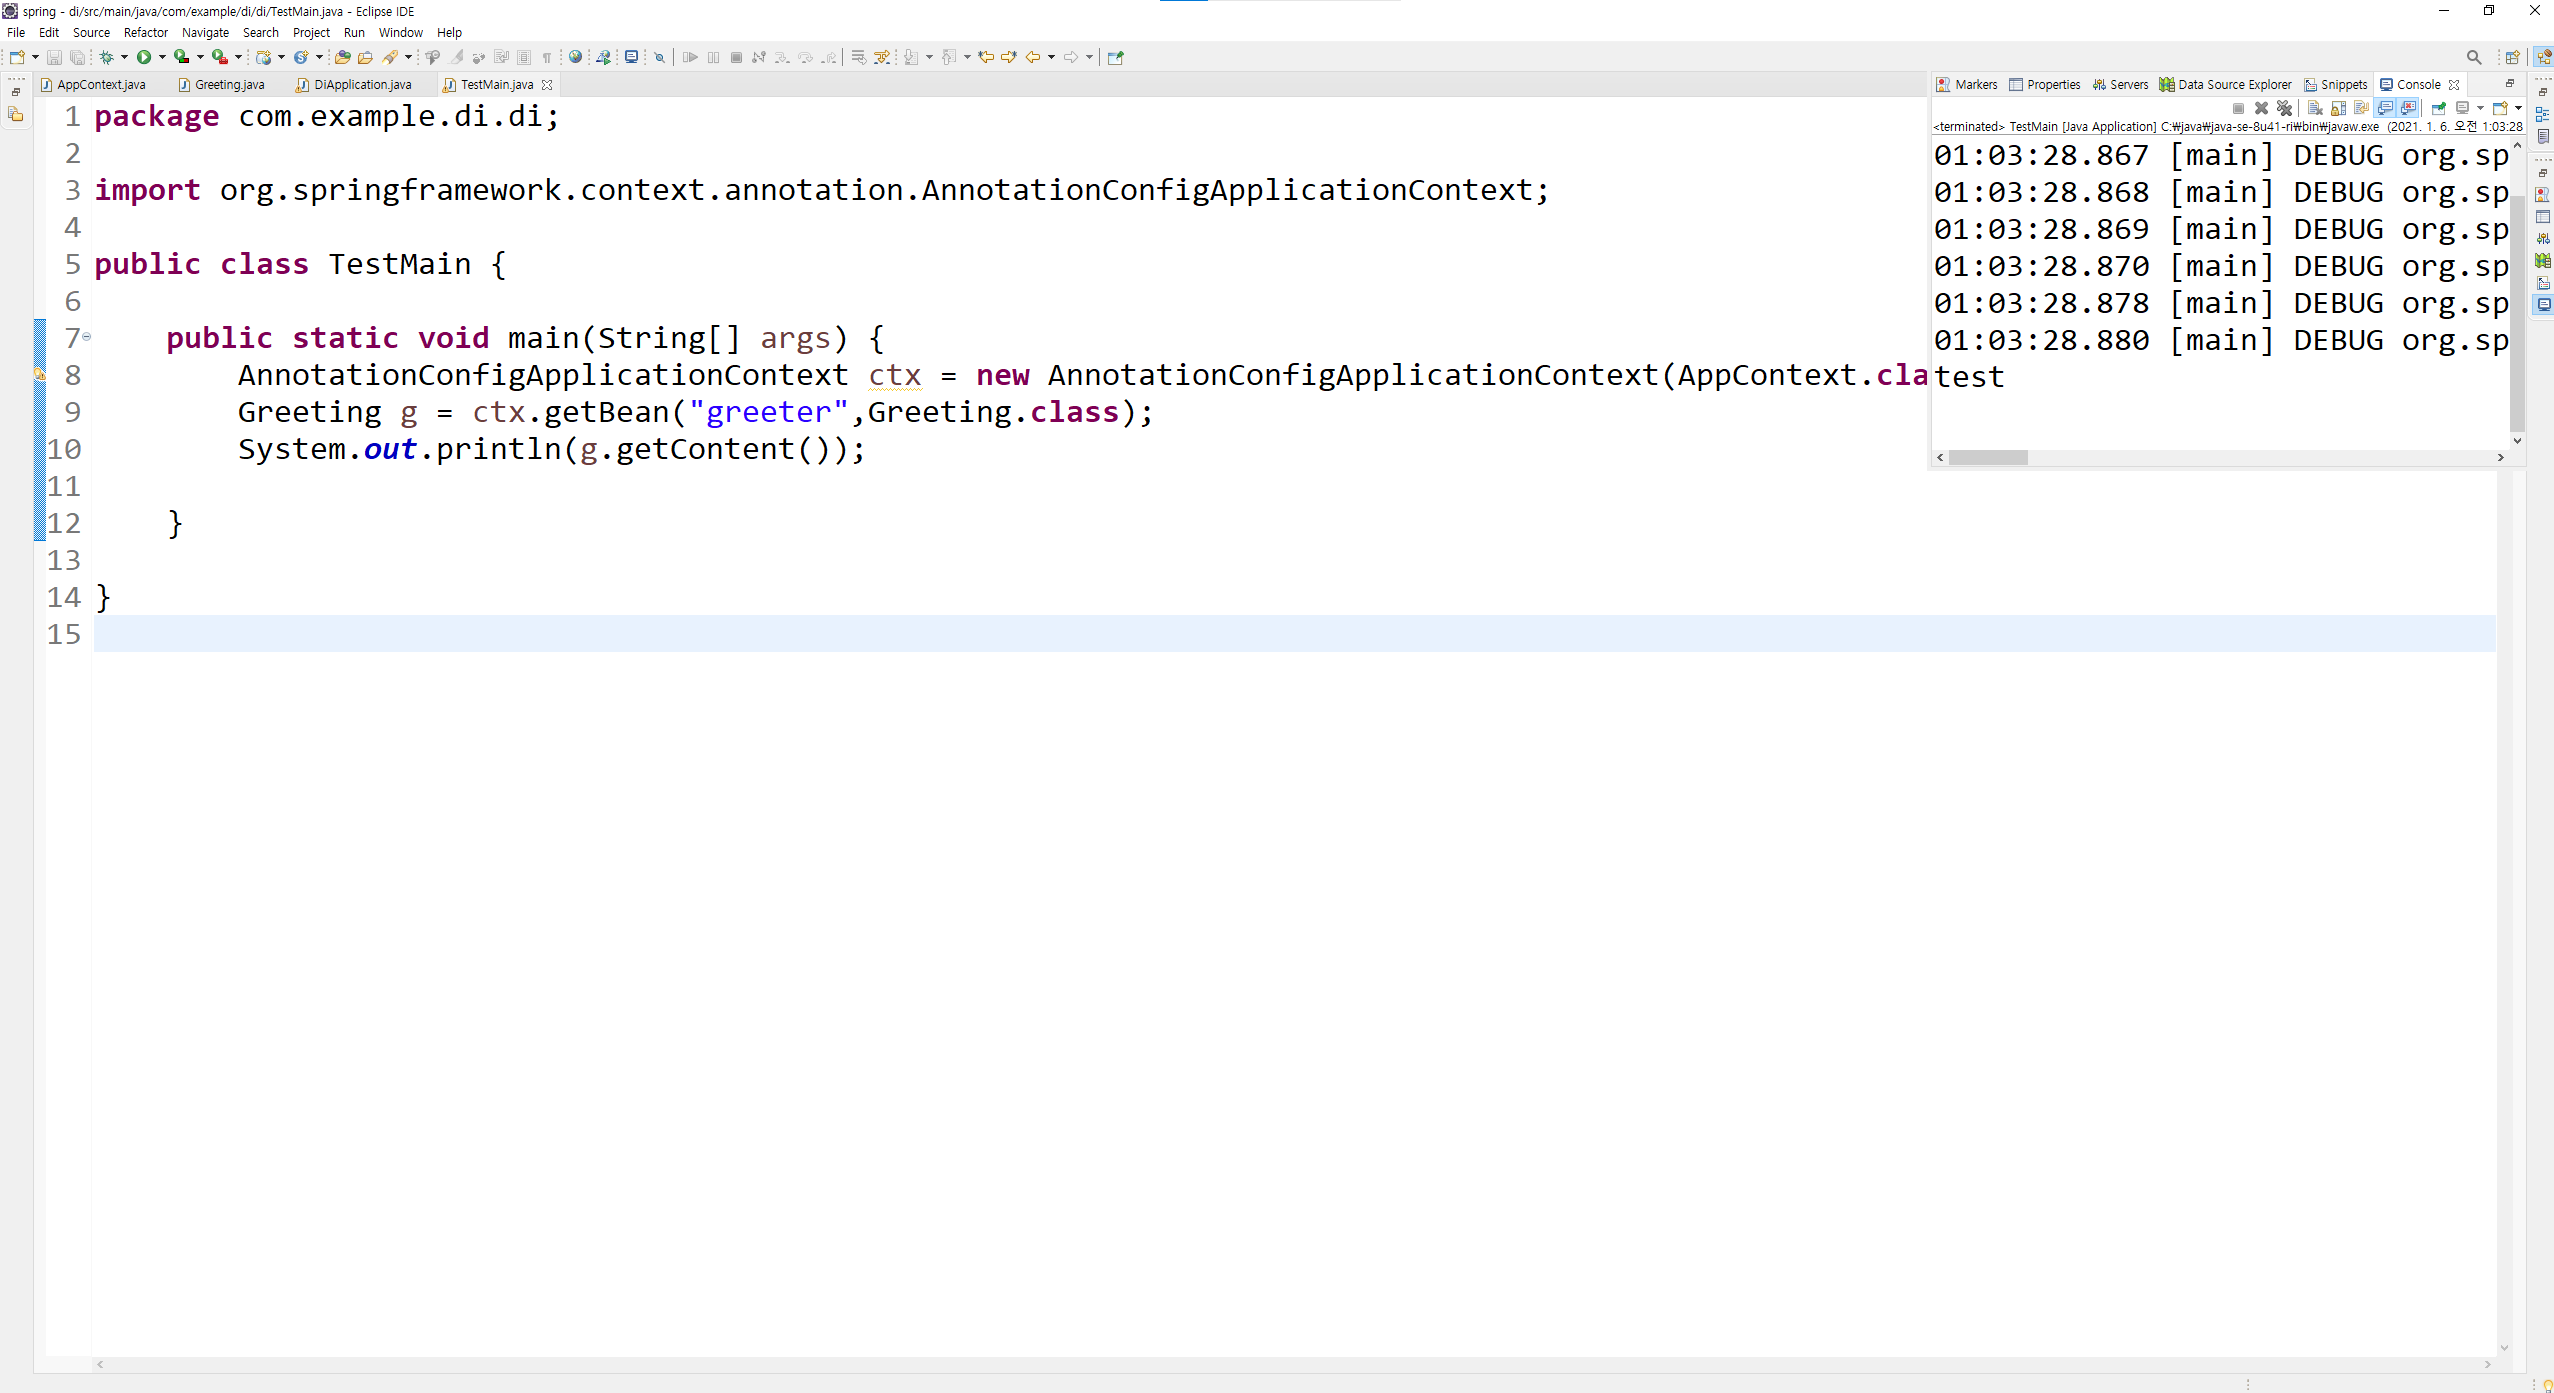 spring - di/src/main/java/com/example/di/di/TestMain.java - Eclipse IDE
File Edit Source Refactor Navigate Search Project Run Window Help
AppContext.java Greeting.java DiApplication.java TestMain.java
1 package com.example.di.di;
2
3 import org.springframework.context.annotation.AnnotationConfigApplicationContext;
4
5 public class TestMain {
6
7 public static void main(String[] args) {
8 AnnotationConfigApplicationContext ctx = new AnnotationConfigApplicationContext(AppContext.cla
9 Greeting g = ctx.getBean("greeter",Greeting.class);
10 System.out.println(g.getContent());
11
12 }
13
14 }
15
Markers Properties Servers Data Source Explorer Snippets Console
<terminated> TestMain [Java Application] C:₩java₩java-se-8u41-ri₩bin₩javaw.exe (2021. 1. 6. 오전 1:03:28
01:03:28.867 [main] DEBUG org.sp
01:03:28.868 [main] DEBUG org.sp
01:03:28.869 [main] DEBUG org.sp
01:03:28.870 [main] DEBUG org.sp
01:03:28.878 [main] DEBUG org.sp
01:03:28.880 [main] DEBUG org.sp
test